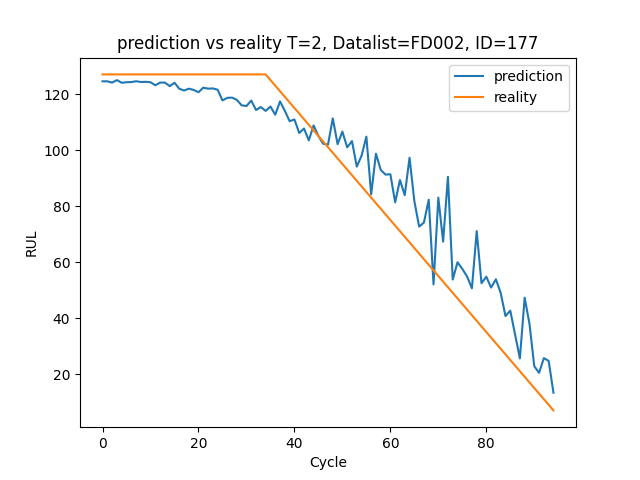 prediction vs reality T=2, Datalist=FD002, ID=177
prediction
reality
120
100
80
60
40
20
RUL
0 20 40 60 80
Cycle